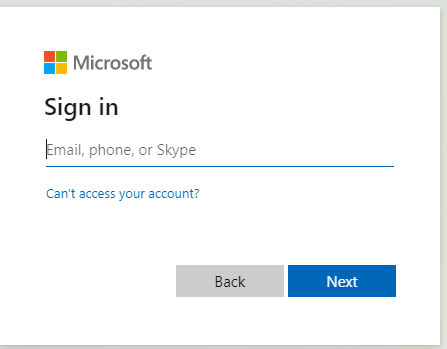 Microsoft
Sign in
Email, phone, or Skype
Can't access your account?
Back
Next